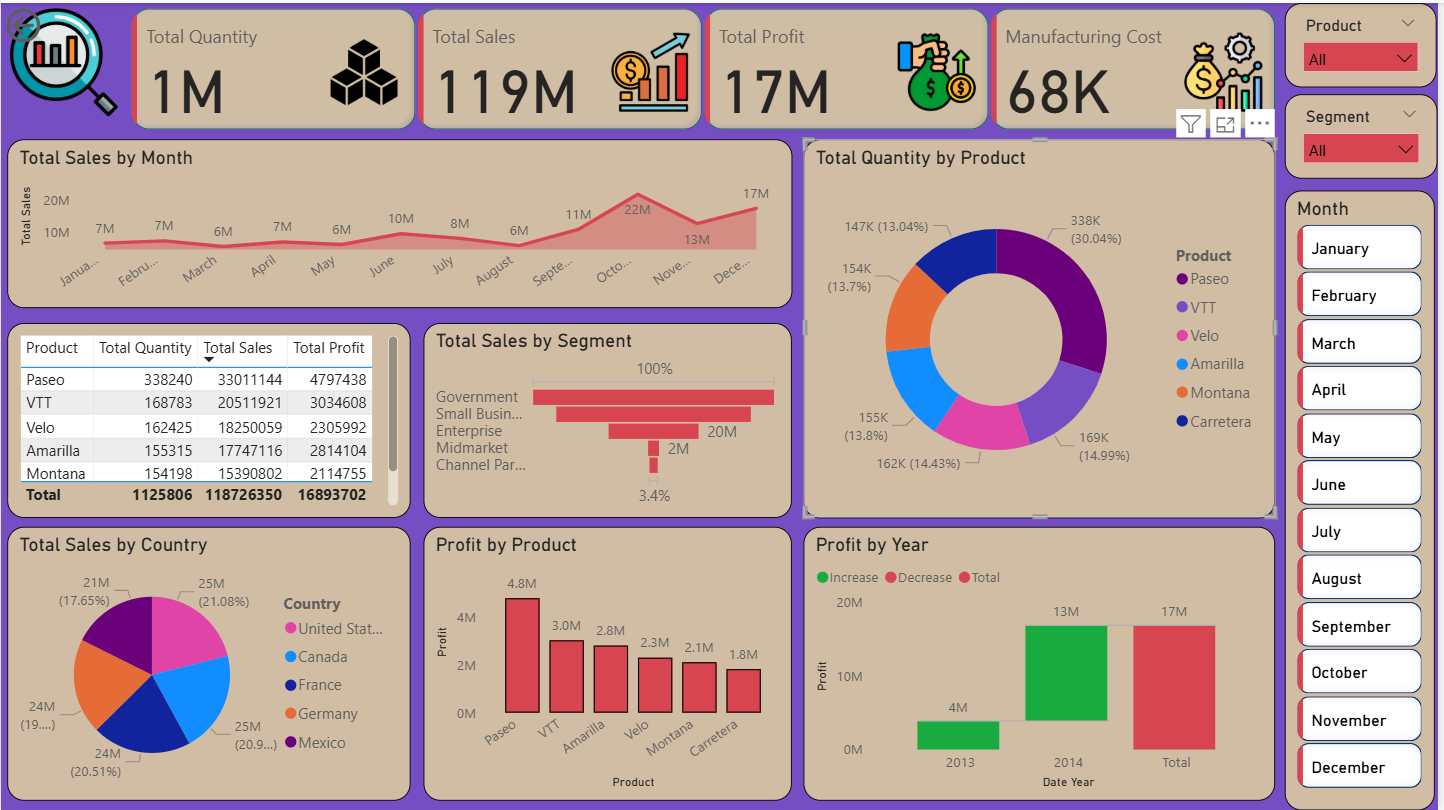 Total Quantity
1M
Total Sales
119M
Total Profit
17M
Manufacturing Cost
68K
Product
All
Segment
All
Total Sales by Month
Total Sales
20M
10M
7M
7M
6M
7M
6M
10M
8M
6M
11M
22M
13M
17M
Janua...
Febru...
March
April
May
June
July
August
Septe...
Octo...
Nove...
Dece...
Total Quantity by Product
147K (13.04%)
338K
(30.04%)
154K
(13.7%)
155K
(13.8%)
162K (14.43%)
169K
(14.99%)
Product
Paseo
VTT
Velo
Amarilla
Montana
Carretera
Month
January
February
March
April
May
June
July
August
September
October
November
December
Product Total Quantity Total Sales Total Profit
Paseo 338240 33011144 4797438
VTT 168783 20511921 3034608
Velo 162425 18250059 2305992
Amarilla 155315 17747116 2814104
Montana 154198 15390802 2114755
Total 1125806 118726350 16893702
Total Sales by Segment
100%
Government
Small Busin...
Enterprise 20M
Midmarket 2M
Channel Par...
3.4%
Total Sales by Country
21M
(17.65%)
25M
(21.08%)
24M
(19....)
24M
(20.51%)
25M
(20.9...)
Country
United Stat...
Canada
France
Germany
Mexico
Profit by Product
Profit
4M
2M
0M
4.8M
3.0M
2.8M
2.3M
2.1M
1.8M
Paseo
VTT
Amarilla
Velo
Montana
Carretera
Product
Profit by Year
Increase Decrease Total
Profit
20M
10M
0M
4M
13M
17M
2013
2014
Total
Date Year